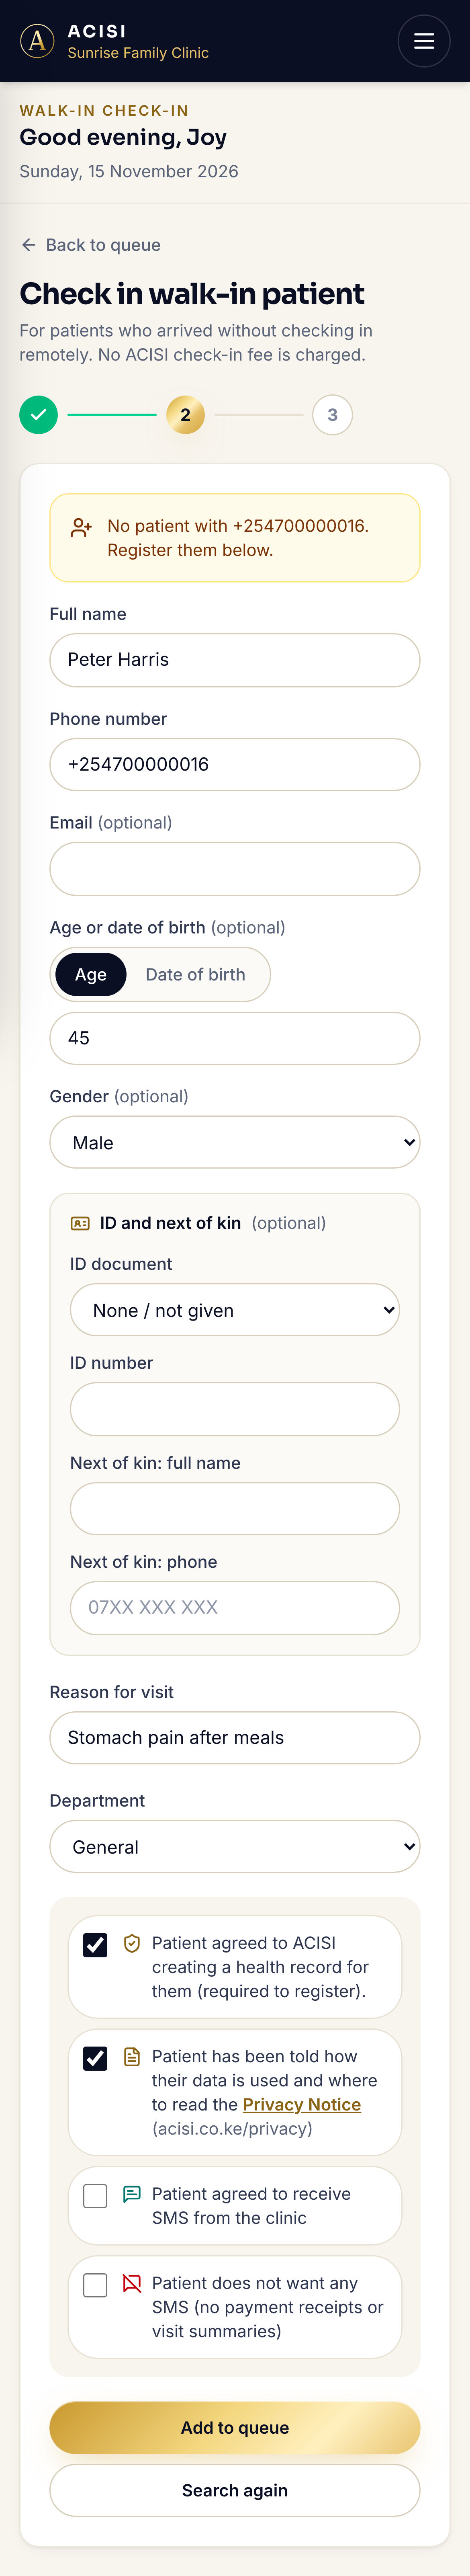 A
ACISI
Sunrise Family Clinic
WALK-IN CHECK-IN
Good evening, Joy
Sunday, 15 November 2026
Back to queue
Check in walk-in patient
For patients who arrived without checking in
remotely. No ACISI check-in fee is charged.
2
3
No patient with +254700000016.
Register them below.
Full name
Peter Harris
Phone number
+254700000016
Email (optional)
Age or date of birth (optional)
Age
Date of birth
45
Gender (optional)
Male
ID and next of kin (optional)
ID document
None / not given
ID number
Next of kin: full name
Next of kin: phone
07XX XXX XXX
Reason for visit
Stomach pain after meals
Department
General
Patient agreed to ACISI
creating a health record for
them (required to register).
Patient has been told how
their data is used and where
to read the Privacy Notice
(acisi.co.ke/privacy)
Patient agreed to receive
SMS from the clinic
Patient does not want any
SMS (no payment receipts or
visit summaries)
Add to queue
Search again